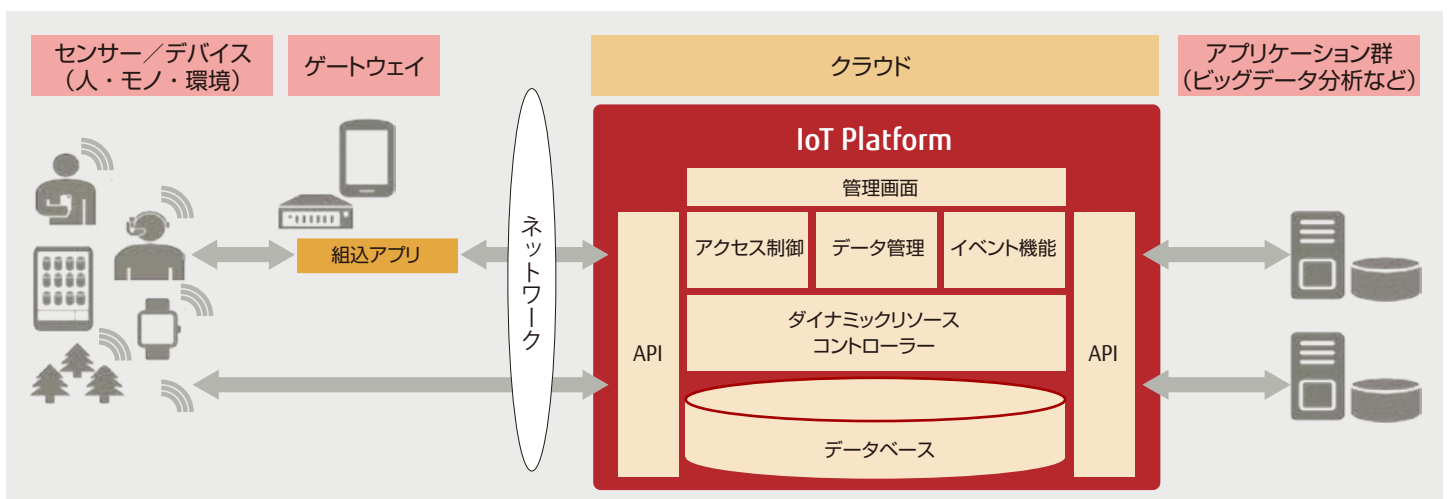 センサー/デバイス
(人・モノ・環境)
ゲートウェイ
クラウド
アプリケーション群
(ビッグデータ分析など)
IoT Platform
管理画面
アクセス制御
データ管理
イベント機能
組込アプリ
ネットワーク
ダイナミックリソース
コントローラー
API
API
データベース